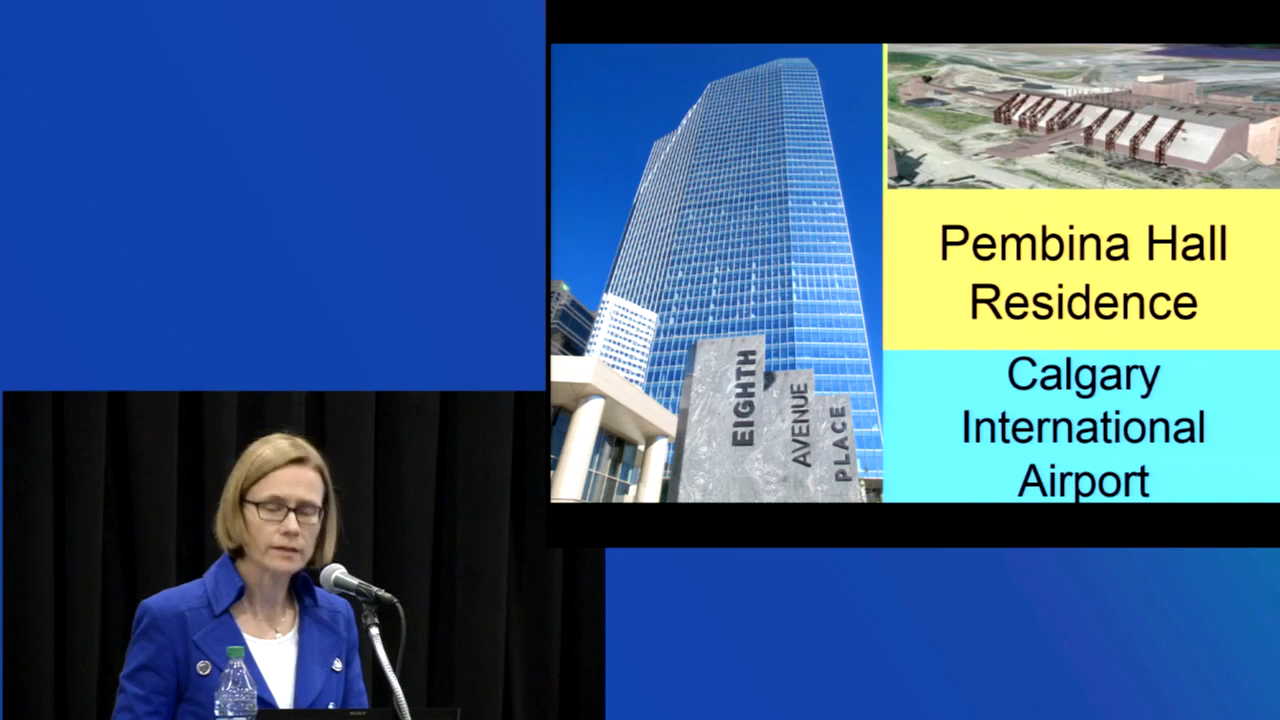 EIGHTH
AVENUE
PLACE
Pembina Hall
Residence
Calgary
International
Airport